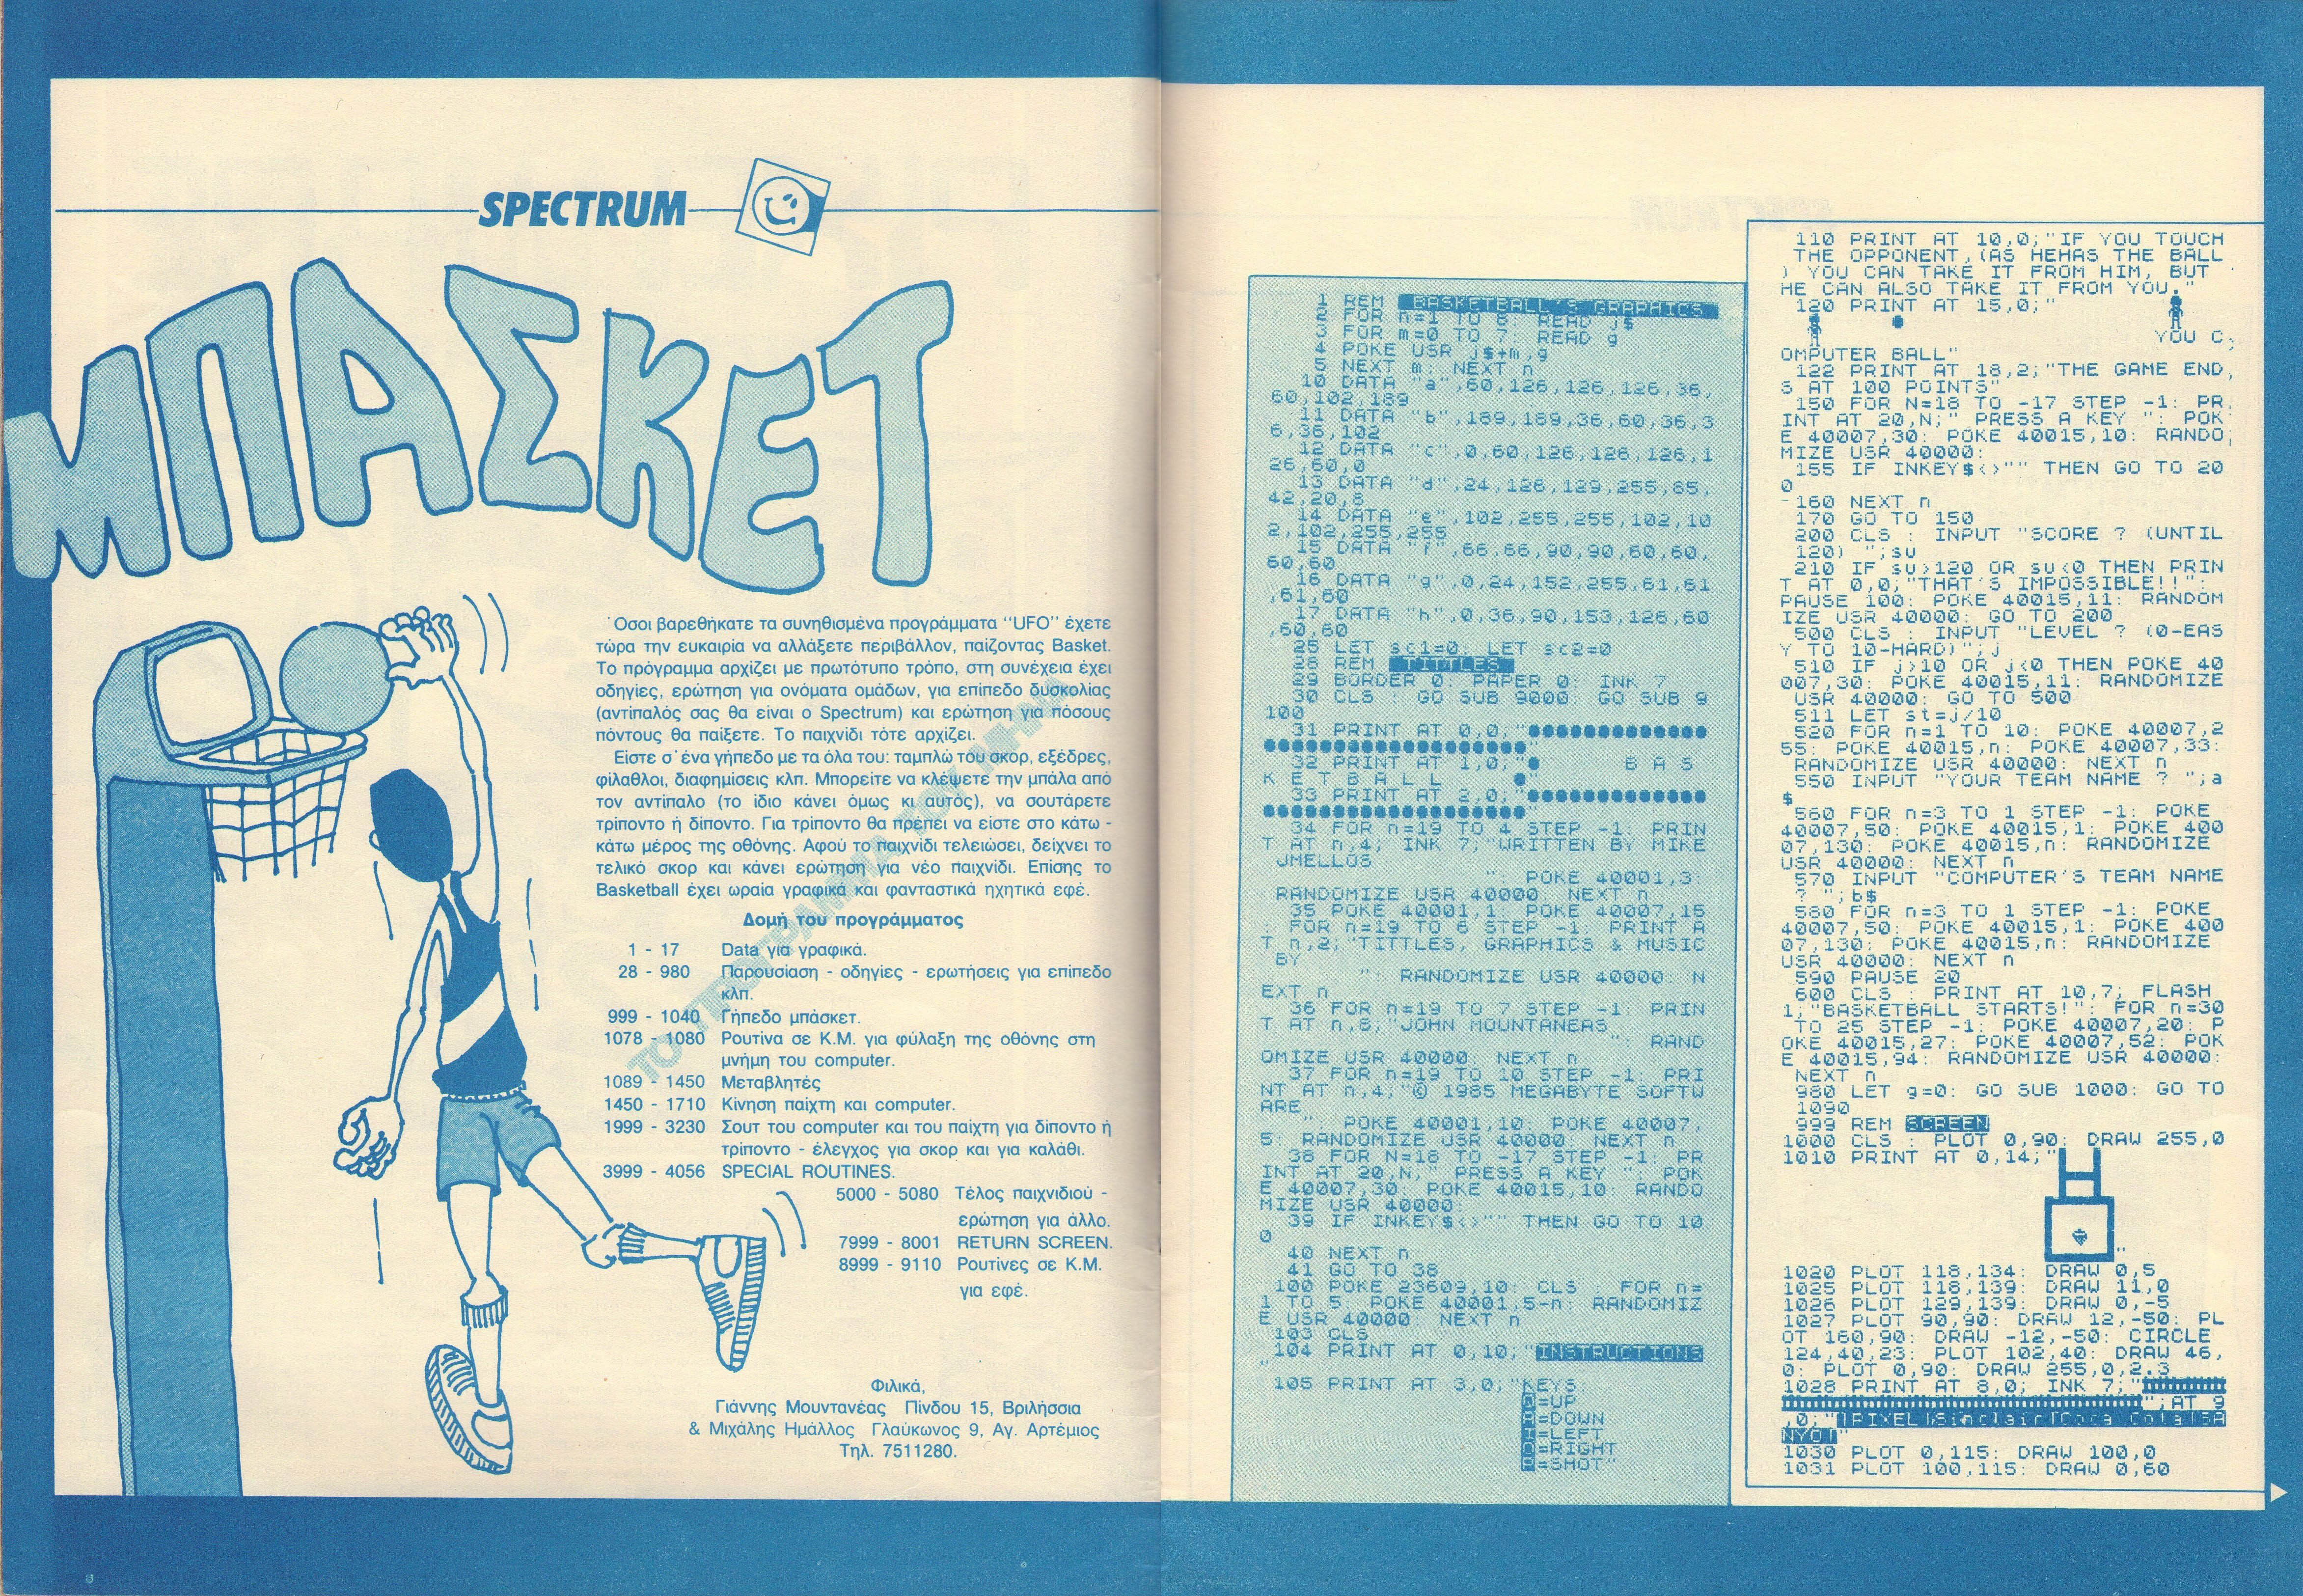 SPECTRUM
ΜΠΑΣΚΕΤ
Όσοι βαρεθήκατε τα συνηθισμένα προγράμματα "UFO" έχετε
τώρα την ευκαιρία να αλλάξετε περιβάλλον, παίζοντας Basket.
Το πρόγραμμα αρχίζει με πρωτότυπο τρόπο, στη συνέχεια έχει
οδηγίες, ερώτηση για ονόματα ομάδων, για επίπεδο δυσκολίας
(αντίπαλός σας θα είναι ο Spectrum) και ερώτηση για πόσους
πόντους θα παίξετε. Το παιχνίδι τότε αρχίζει.
Είστε σ' ένα γήπεδο με τα όλα του: ταμπλώ του σκορ, εξέδρες,
φίλαθλοι, διαφημίσεις κλπ. Μπορείτε να κλέψετε την μπάλα από
τον αντίπαλο (το ίδιο κάνει όμως κι αυτός), να σουτάρετε
τρίποντο ή δίποντο. Για τρίποντο θα πρέπει να είστε στο κάτω -
κάτω μέρος της οθόνης. Αφού το παιχνίδι τελειώσει, δείχνει το
τελικό σκορ και κάνει ερώτηση για νέο παιχνίδι. Επίσης το
Basketball έχει ωραία γραφικά και φανταστικά ηχητικά εφέ.
ΤΟ ΠΡΟΓΡΑΜΜΑ ΤΟΥ ΜΗΝΑ
Δομή του προγράμματος
1 - 17 Data για γραφικά.
28 - 980 Παρουσίαση - οδηγίες - ερωτήσεις για επίπεδο
κλπ.
999 - 1040 Γήπεδο μπάσκετ.
1078 - 1080 Ρουτίνα σε Κ.Μ. για φύλαξη της οθόνης στη
μνήμη του computer.
1089 - 1450 Μεταβλητές
1450 - 1710 Κίνηση παίχτη και computer.
1999 - 3230 Σουτ του computer και του παίχτη για δίποντο ή
τρίποντο - έλεγχος για σκορ και για καλάθι.
3999 - 4056 SPECIAL ROUTINES.
5000 - 5080 Τέλος παιχνιδιού -
ερώτηση για άλλο.
7999 - 8001 RETURN SCREEN.
8999 - 9110 Ρουτίνες σε Κ.Μ.
για εφέ.
Φιλικά,
Γιάννης Μουντανέας Πίνδου 15, Βριλήσσια
& Μιχάλης Ημάλλος Γλαύκωνος 9, Αγ. Αρτέμιος
Τηλ. 7511280.
8
1 REM BASKETBALL'S GRAPHICS
2 FOR n=1 TO 8: READ j$
3 FOR m=0 TO 7: READ g
4 POKE USR j$+m,g
5 NEXT m: NEXT n
10 DATA "a",60,126,126,126,36,
60,102,189
11 DATA "b",189,189,36,60,36,3
6,36,102
12 DATA "c",0,60,126,126,126,1
26,60,0
13 DATA "d",24,126,129,255,85,
42,20,8
14 DATA "e",102,255,255,102,10
2,102,255,255
15 DATA "f",66,66,90,90,60,60,
60,60
16 DATA "g",0,24,152,255,61,61
,61,60
17 DATA "h",0,36,90,153,126,60
,60,60
25 LET sc1=0: LET sc2=0
28 REM TITTLES
29 BORDER 0: PAPER 0: INK 7
30 CLS : GO SUB 9000: GO SUB 9
100
31 PRINT AT 0,0;"●●●●●●●●●●●●●
●●●●●●●●●●●●●●●●●●●"
32 PRINT AT 1,0;"● B A S
K E T B A L L ●"
33 PRINT AT 2,0;"●●●●●●●●●●●●●
●●●●●●●●●●●●●●●●●●●"
34 FOR n=19 TO 4 STEP -1: PRIN
T AT n,4; INK 7;"WRITTEN BY MIKE
JMELLOS
": POKE 40001,3:
RANDOMIZE USR 40000: NEXT n
35 POKE 40001,1: POKE 40007,15
: FOR n=19 TO 6 STEP -1: PRINT A
T n,2;"TITTLES, GRAPHICS & MUSIC
BY
": RANDOMIZE USR 40000: N
EXT n
36 FOR n=19 TO 7 STEP -1: PRIN
T AT n,8;"JOHN MOUNTANEAS
": RAND
OMIZE USR 40000: NEXT n
37 FOR n=19 TO 10 STEP -1: PRI
NT AT n,4;"© 1985 MEGABYTE SOFTW
ARE
": POKE 40001,10: POKE 40007,
5: RANDOMIZE USR 40000: NEXT n
38 FOR N=18 TO -17 STEP -1: PR
INT AT 20,N;" PRESS A KEY ": POK
E 40007,30: POKE 40015,10: RANDO
MIZE USR 40000:
39 IF INKEY$<>"" THEN GO TO 10
0
40 NEXT n
41 GO TO 38
100 POKE 23609,10: CLS : FOR n=
1 TO 5: POKE 40001,5-n: RANDOMIZ
E USR 40000: NEXT n
103 CLS
104 PRINT AT 0,10;"INSTRUCTIONS
"
105 PRINT AT 3,0;"KEYS:
Q=UP
A=DOWN
I=LEFT
O=RIGHT
P=SHOT"
110 PRINT AT 10,0;"IF YOU TOUCH
THE OPPONENT,(AS HEHAS THE BALL
) YOU CAN TAKE IT FROM HIM, BUT
HE CAN ALSO TAKE IT FROM YOU."
120 PRINT AT 15,0;"
YOU C
OMPUTER BALL"
122 PRINT AT 18,2;"THE GAME END
S AT 100 POINTS"
150 FOR N=18 TO -17 STEP -1: PR
INT AT 20,N;" PRESS A KEY ": POK
E 40007,30: POKE 40015,10: RANDO
MIZE USR 40000:
155 IF INKEY$<>"" THEN GO TO 20
0
160 NEXT n
170 GO TO 150
200 CLS : INPUT "SCORE ? (UNTIL
120) ";su
210 IF su>120 OR su<0 THEN PRIN
T AT 0,0;"THAT'S IMPOSSIBLE!!":
PAUSE 100: POKE 40015,11: RANDOM
IZE USR 40000: GO TO 200
500 CLS : INPUT "LEVEL ? (0-EAS
Y TO 10-HARD)";j
510 IF j>10 OR j<0 THEN POKE 40
007,30: POKE 40015,11: RANDOMIZE
USR 40000: GO TO 500
511 LET st=j/10
520 FOR n=1 TO 10: POKE 40007,2
55: POKE 40015,n: POKE 40007,33:
RANDOMIZE USR 40000: NEXT n
550 INPUT "YOUR TEAM NAME ? ";a
$
560 FOR n=3 TO 1 STEP -1: POKE
40007,50: POKE 40015,1: POKE 400
07,130: POKE 40015,n: RANDOMIZE
USR 40000: NEXT n
570 INPUT "COMPUTER'S TEAM NAME
? ";b$
580 FOR n=3 TO 1 STEP -1: POKE
40007,50: POKE 40015,1: POKE 400
07,130: POKE 40015,n: RANDOMIZE
USR 40000: NEXT n
590 PAUSE 20
600 CLS : PRINT AT 10,7; FLASH
1;"BASKETBALL STARTS!": FOR n=30
TO 25 STEP -1: POKE 40007,20: P
OKE 40015,27: POKE 40007,52: POK
E 40015,94: RANDOMIZE USR 40000:
NEXT n
980 LET g=0: GO SUB 1000: GO TO
1090
999 REM SCREEN
1000 CLS : PLOT 0,90: DRAW 255,0
1010 PRINT AT 0,14;"
"
1020 PLOT 118,134: DRAW 0,5
1025 PLOT 118,139: DRAW 11,0
1026 PLOT 129,139: DRAW 0,-5
1027 PLOT 90,90: DRAW 12,-50: PL
OT 160,90: DRAW -12,-50: CIRCLE
124,40,23: PLOT 102,40: DRAW 46,
0: PLOT 0,90: DRAW 255,0,2.3
1028 PRINT AT 8,0; INK 7;"
";AT 9
,0;"|PIXEL|Sinclair|Coca Cola|SA
NYO|"
1030 PLOT 0,115: DRAW 100,0
1031 PLOT 100,115: DRAW 0,60